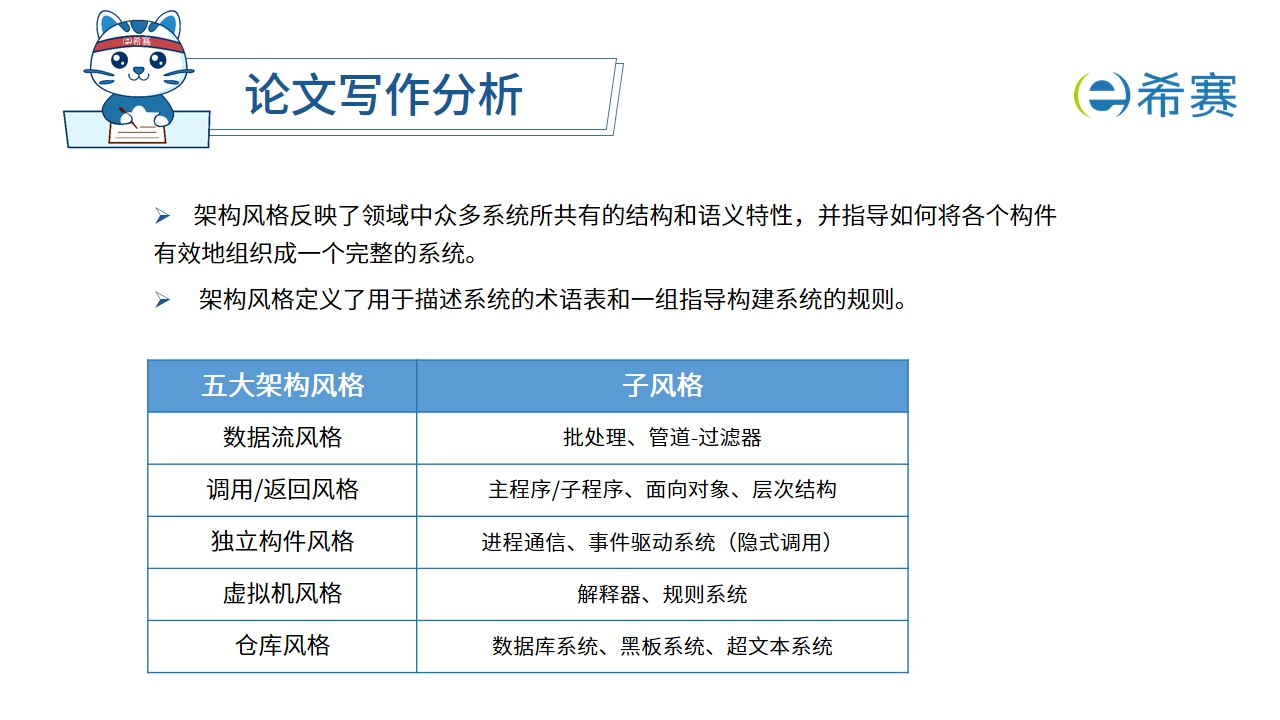 希赛
论文写作分析
希赛
架构风格反映了领域中众多系统所共有的结构和语义特性，并指导如何将各个构件
有效地组织成一个完整的系统。
架构风格定义了用于描述系统的术语表和一组指导构建系统的规则。
五大架构风格 子风格
数据流风格 批处理、管道-过滤器
调用/返回风格 主程序/子程序、面向对象、层次结构
独立构件风格 进程通信、事件驱动系统（隐式调用）
虚拟机风格 解释器、规则系统
仓库风格 数据库系统、黑板系统、超文本系统